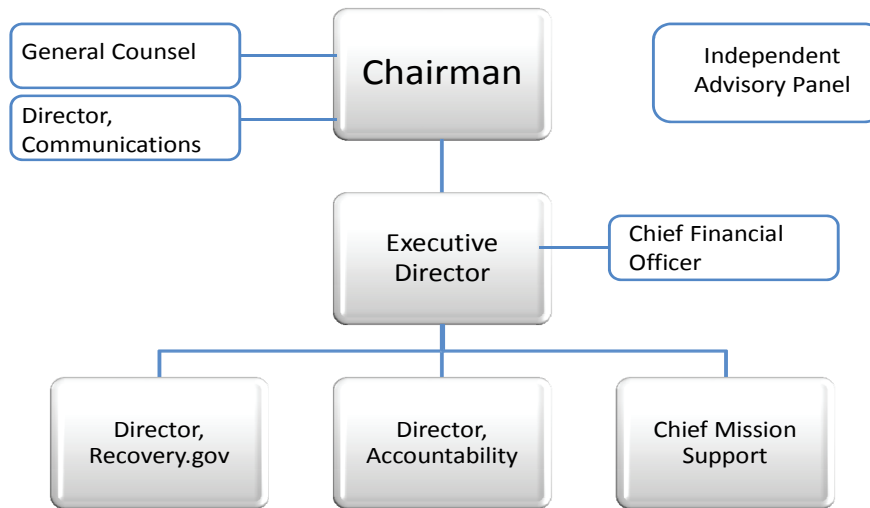 General Counsel
Chairman
Independent
Advisory Panel
Director,
Communications
Executive
Director
Chief Financial
Officer
Director,
Recovery.gov
Director,
Accountability
Chief Mission
Support